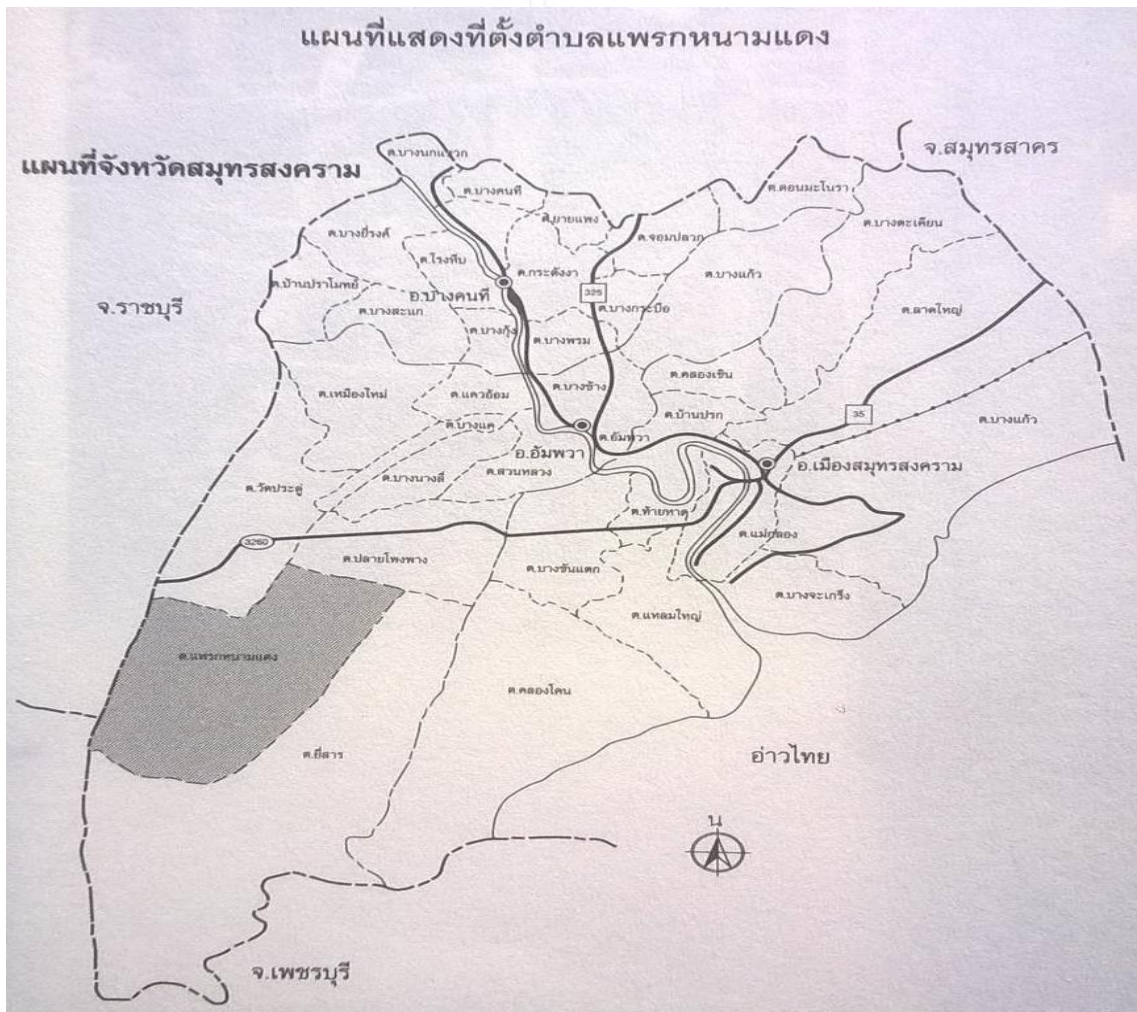 แผนที่แสดงที่ตั้งตำบลแพรกหนามแดง
จ.สมุทรสาคร
แผนที่จังหวัดสมุทรสงคราม
ต.บางนกแขวก
ต.ดอนมะโนรา
ต.บางคนที
ต.ยายแพง
ต.บางตะเคียน
ต.บางยี่รงค์
ต.จอมปลวก
ต.โรงหีบ
ต.กระดังงา
ต.บางแก้ว
ต.บ้านปราโมทย์
อ.บางคนที
325
จ.ราชบุรี
ต.บางสะแก
ต.บางกระบือ
ต.ลาดใหญ่
ต.บางกุ้ง
ต.บางพรม
ต.คลองเขิน
ต.เหมืองใหม่
ต.แควอ้อม
ต.บางช้าง
ต.บ้านปรก
35
ต.บางแก้ว
ต.บางแค
ต.อัมพวา
อ.อัมพวา
อ.เมืองสมุทรสงคราม
ต.บางนางลี่
ต.สวนหลวง
ต.วัดประดู่
ต.ท้ายหาด
ต.แม่กลอง
3260
ต.ปลายโพงพาง
ต.บางขันแตก
ต.บางจะเกร็ง
ต.แหลมใหญ่
ต.แพรกหนามแดง
ต.คลองโคน
ต.ยี่สาร
อ่าวไทย
น
จ.เพชรบุรี